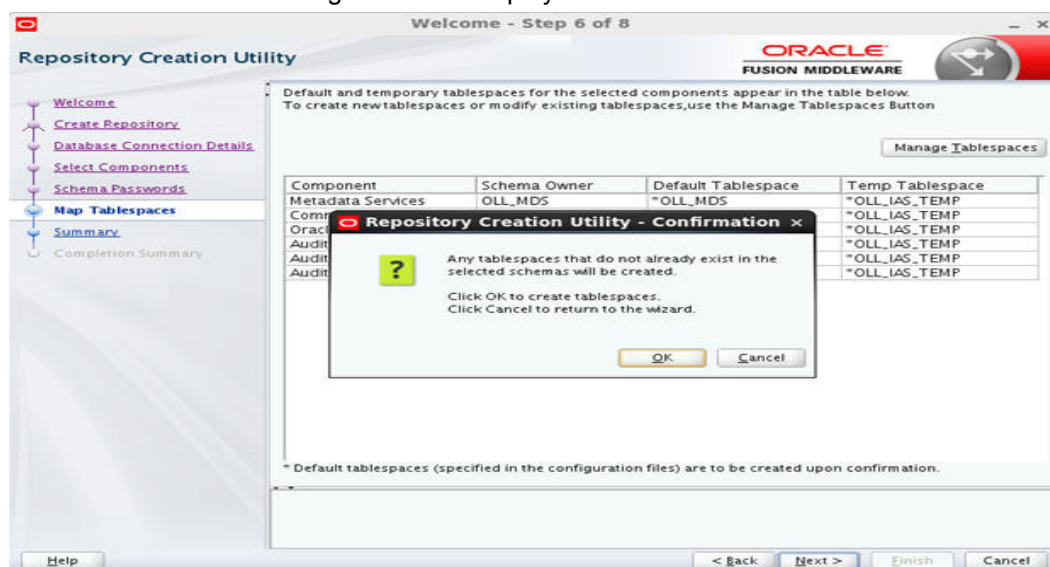 Welcome - Step 6 of 8
Repository Creation Utility
ORACLE
FUSION MIDDLEWARE
Welcome
Create Repository
Database Connection Details
Select Components
Schema Passwords
Map Tablespaces
Summary
Completion Summary
Default and temporary tablespaces for the selected components appear in the table below.
To create new tablespaces or modify existing tablespaces,use the Manage Tablespaces Button
Manage Tablespaces
Component Schema Owner Default Tablespace Temp Tablespace
Metadata Services OLL_MDS *OLL_MDS *OLL_IAS_TEMP
*OLL_IAS_TEMP
*OLL_IAS_TEMP
Audit *OLL_IAS_TEMP
Audit *OLL_IAS_TEMP
Audit *OLL_IAS_TEMP
Repository Creation Utility - Confirmation
Any tablespaces that do not already exist in the
selected schemas will be created.
Click OK to create tablespaces.
Click Cancel to return to the wizard.
OK Cancel
* Default tablespaces (specified in the configuration files) are to be created upon confirmation.
Help < Back Next > Finish Cancel